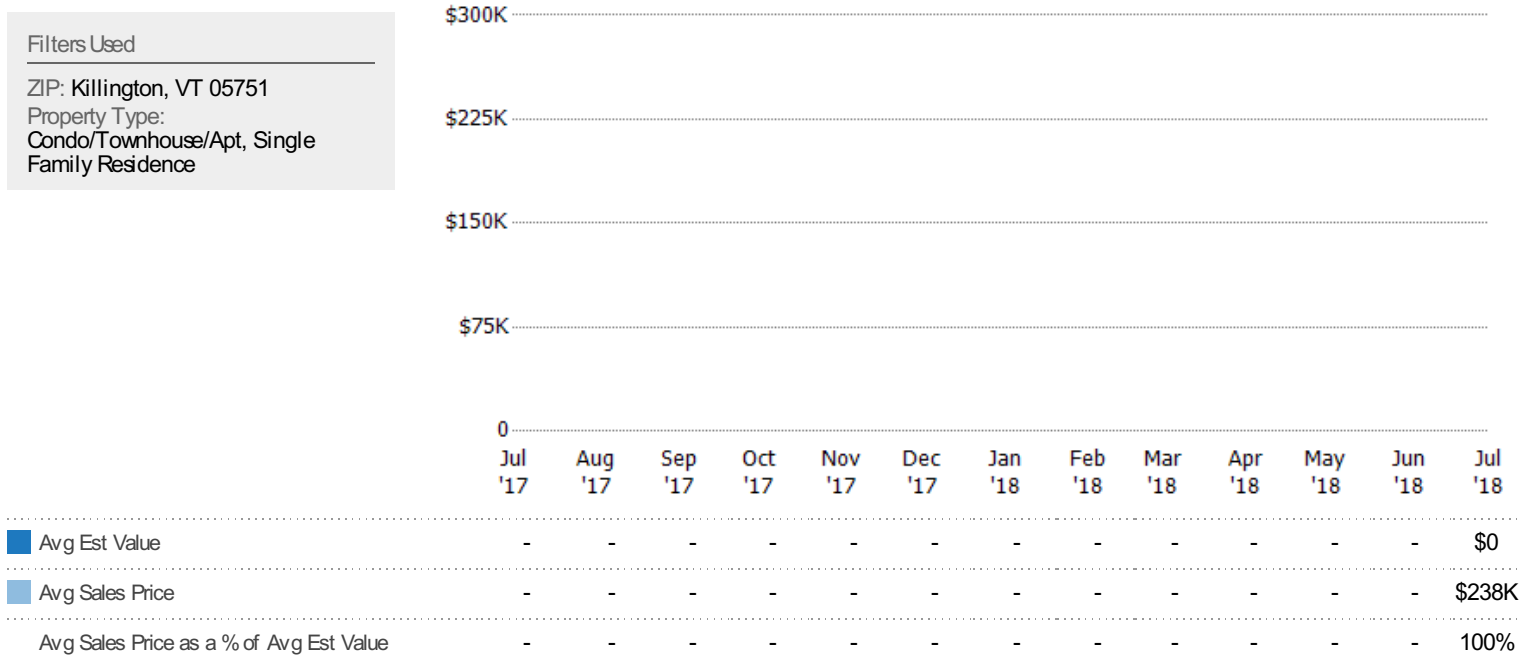 Filters Used
ZIP: Killington, VT 05751
Property Type:
Condo/Townhouse/Apt, Single
Family Residence
$300K
$225K
$150K
$75K
0
Jul Aug Sep Oct Nov Dec Jan Feb Mar Apr May Jun Jul
'17 '17 '17 '17 '17 '17 '18 '18 '18 '18 '18 '18 '18
Avg Est Value - - - - - - - - - - - - $0
Avg Sales Price - - - - - - - - - - - - $238K
Avg Sales Price as a % of Avg Est Value - - - - - - - - - - - - 100%